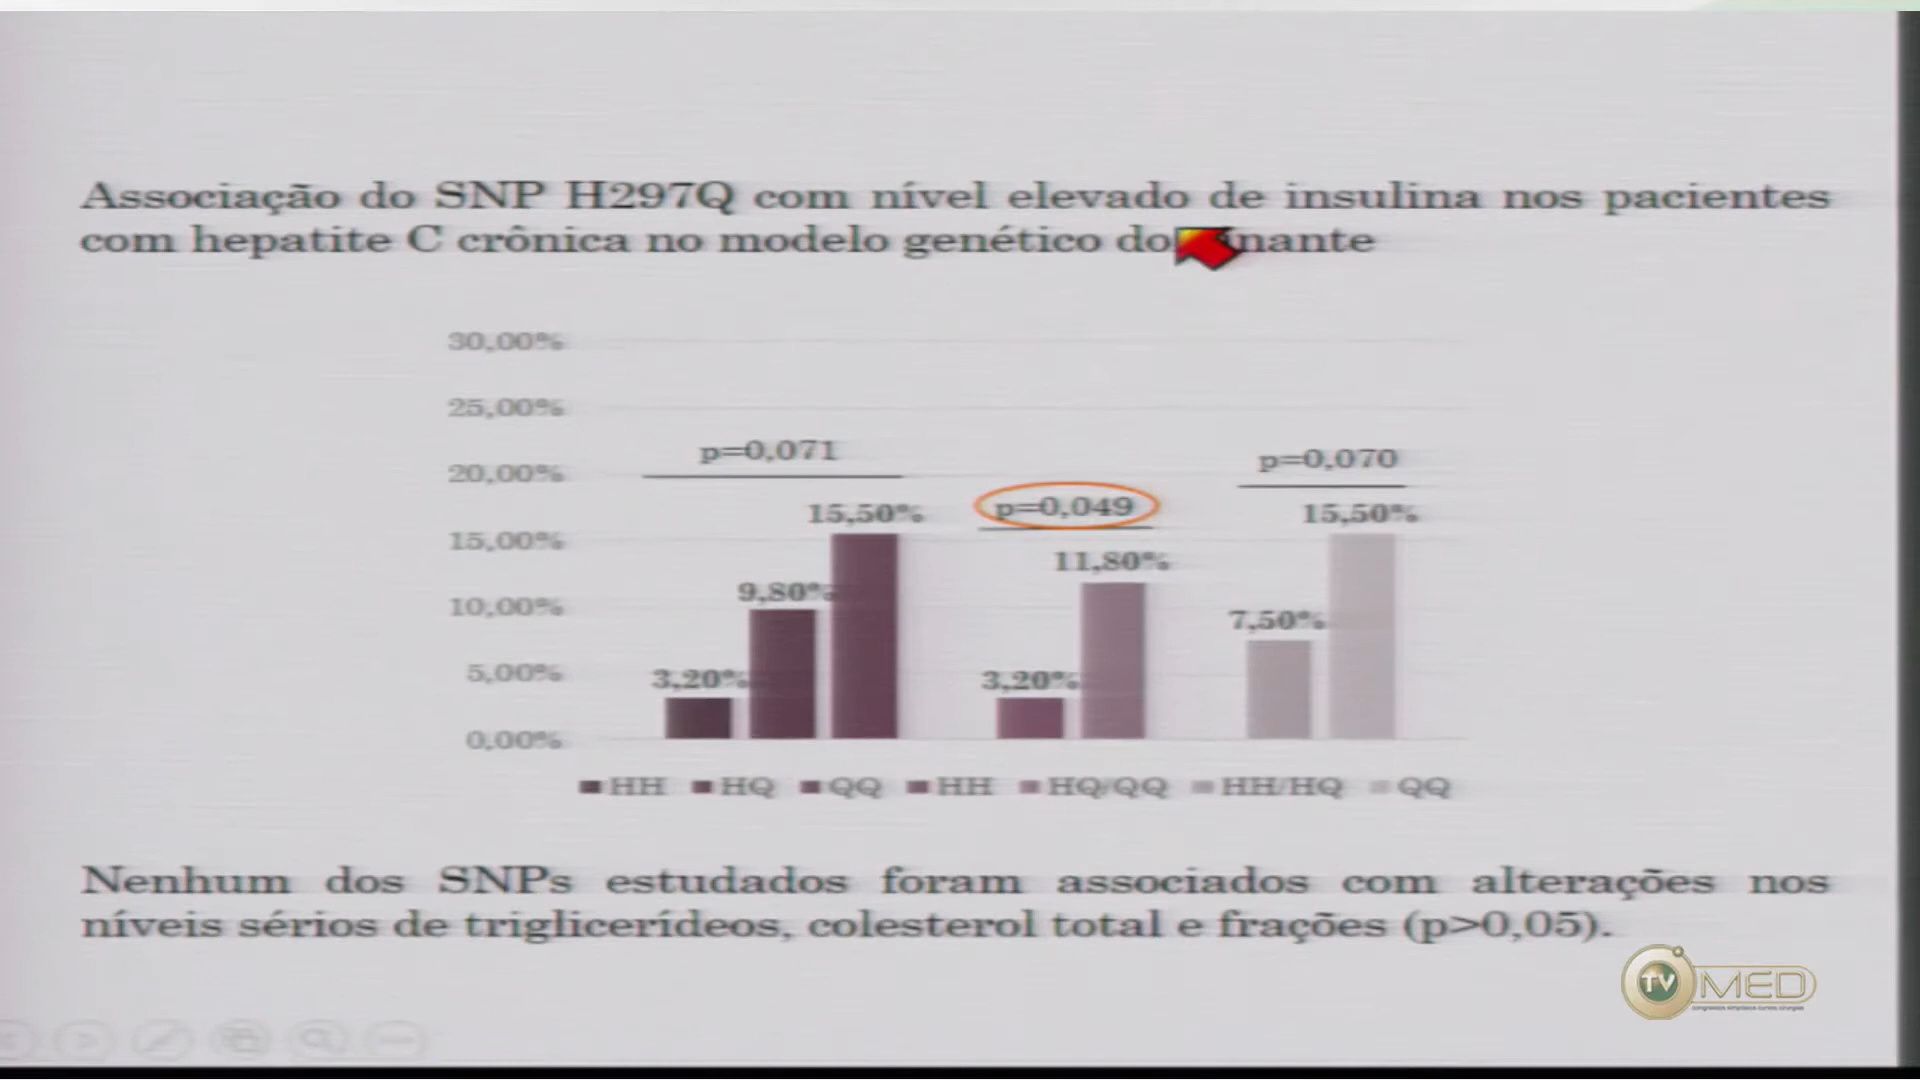 Associação do SNP H297Q com nível elevado de insulina nos pacientes
com hepatite C crônica no modelo genético do nante
30,00%
25,00%
20,00%
15,00%
10,00%
5,00%
0,00%
p=0,071
p=0,049
p=0,070
3,20%
9,80%
15,50%
3,20%
11,80%
7,50%
15,50%
HH HQ QQ HH HQ/QQ HH/HQ QQ
Nenhum dos SNPs estudados foram associados com alterações nos
níveis sérios de triglicerídeos, colesterol total e frações (p>0,05).
TV MED